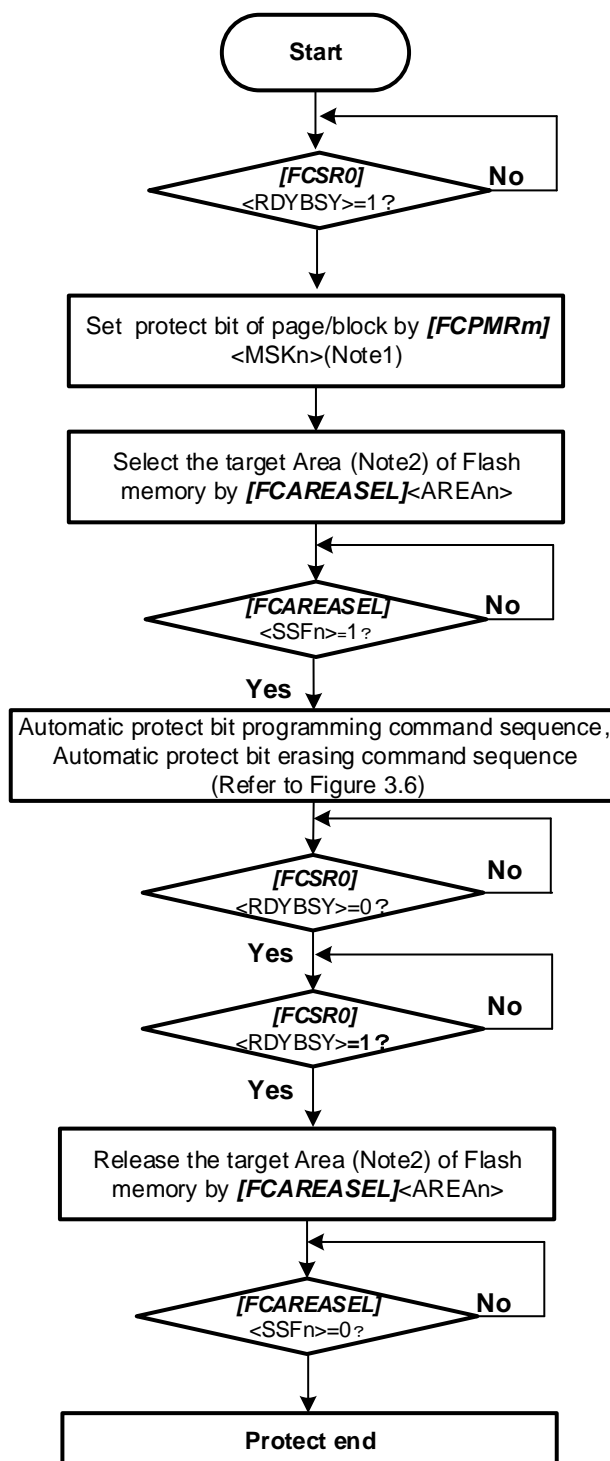 Start
[FCSR0]
<RDYBSY>=1?
No
Set protect bit of page/block by [FCPMRm]
<MSKn>(Note1)
Select the target Area (Note2) of Flash
memory by [FCAREASEL]<AREAn>
[FCAREASEL]
<SSFn>=1?
No
Yes
Automatic protect bit programming command sequence,
Automatic protect bit erasing command sequence
(Refer to Figure 3.6)
[FCSR0]
<RDYBSY>=0?
No
Yes
[FCSR0]
<RDYBSY>=1?
No
Yes
Release the target Area (Note2) of Flash
memory by [FCAREASEL]<AREAn>
[FCAREASEL]
<SSFn>=0?
No
Protect end